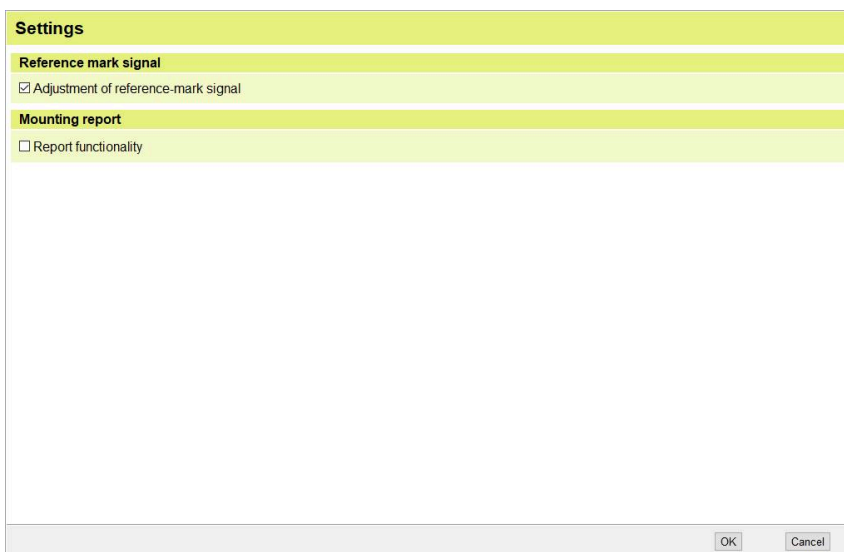 Settings
Reference mark signal
Adjustment of reference-mark signal
Mounting report
Report functionality
OK Cancel